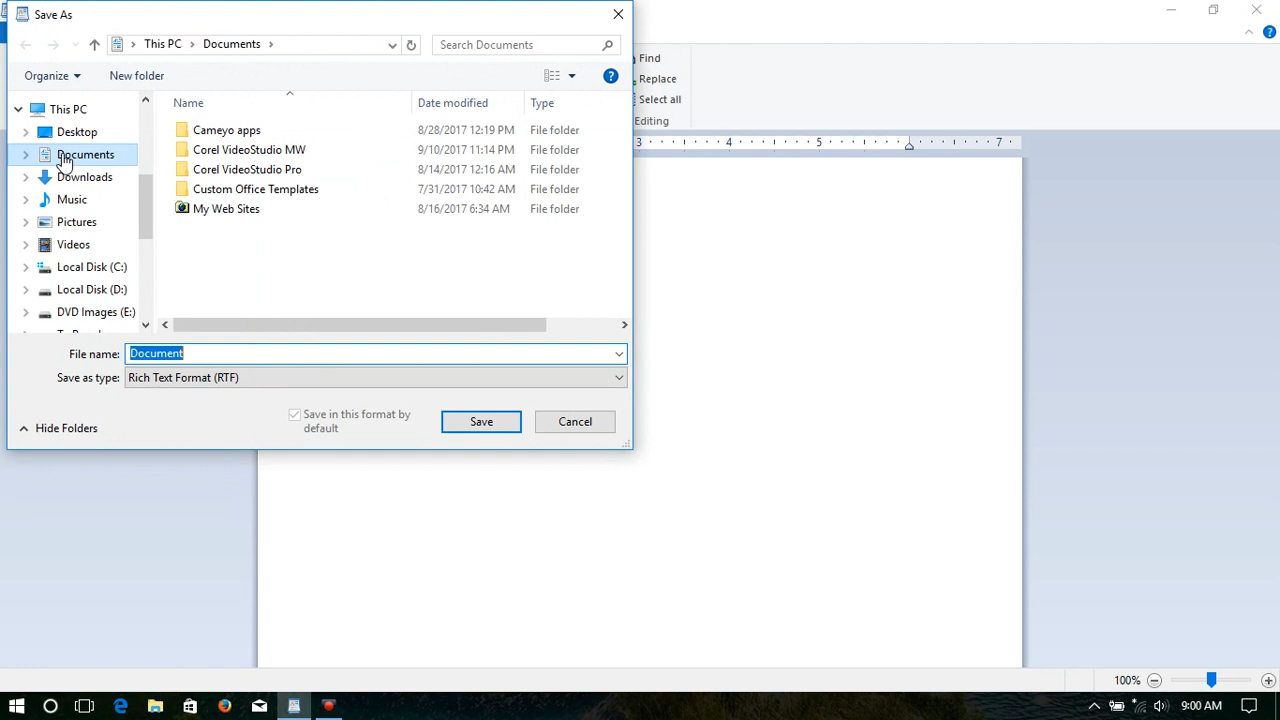 Save As
This PC
Documents
Search Documents
Organize
New folder
Name
Date modified
Type
This PC
Desktop
Documents
Downloads
Music
Pictures
Videos
Local Disk (C:)
Local Disk (D:)
DVD Images (E:)
Cameyo apps 8/28/2017 12:19 PM File folder
Corel VideoStudio MW 9/10/2017 11:14 PM File folder
Corel VideoStudio Pro 8/14/2017 12:16 AM File folder
Custom Office Templates 7/31/2017 10:42 AM File folder
My Web Sites 8/16/2017 6:34 AM File folder
File name: Document
Save as type: Rich Text Format (RTF)
Save in this format by
default
Save
Cancel
Hide Folders
Find
Replace
Select all
Editing
3 4 5 7
100%
9:00 AM